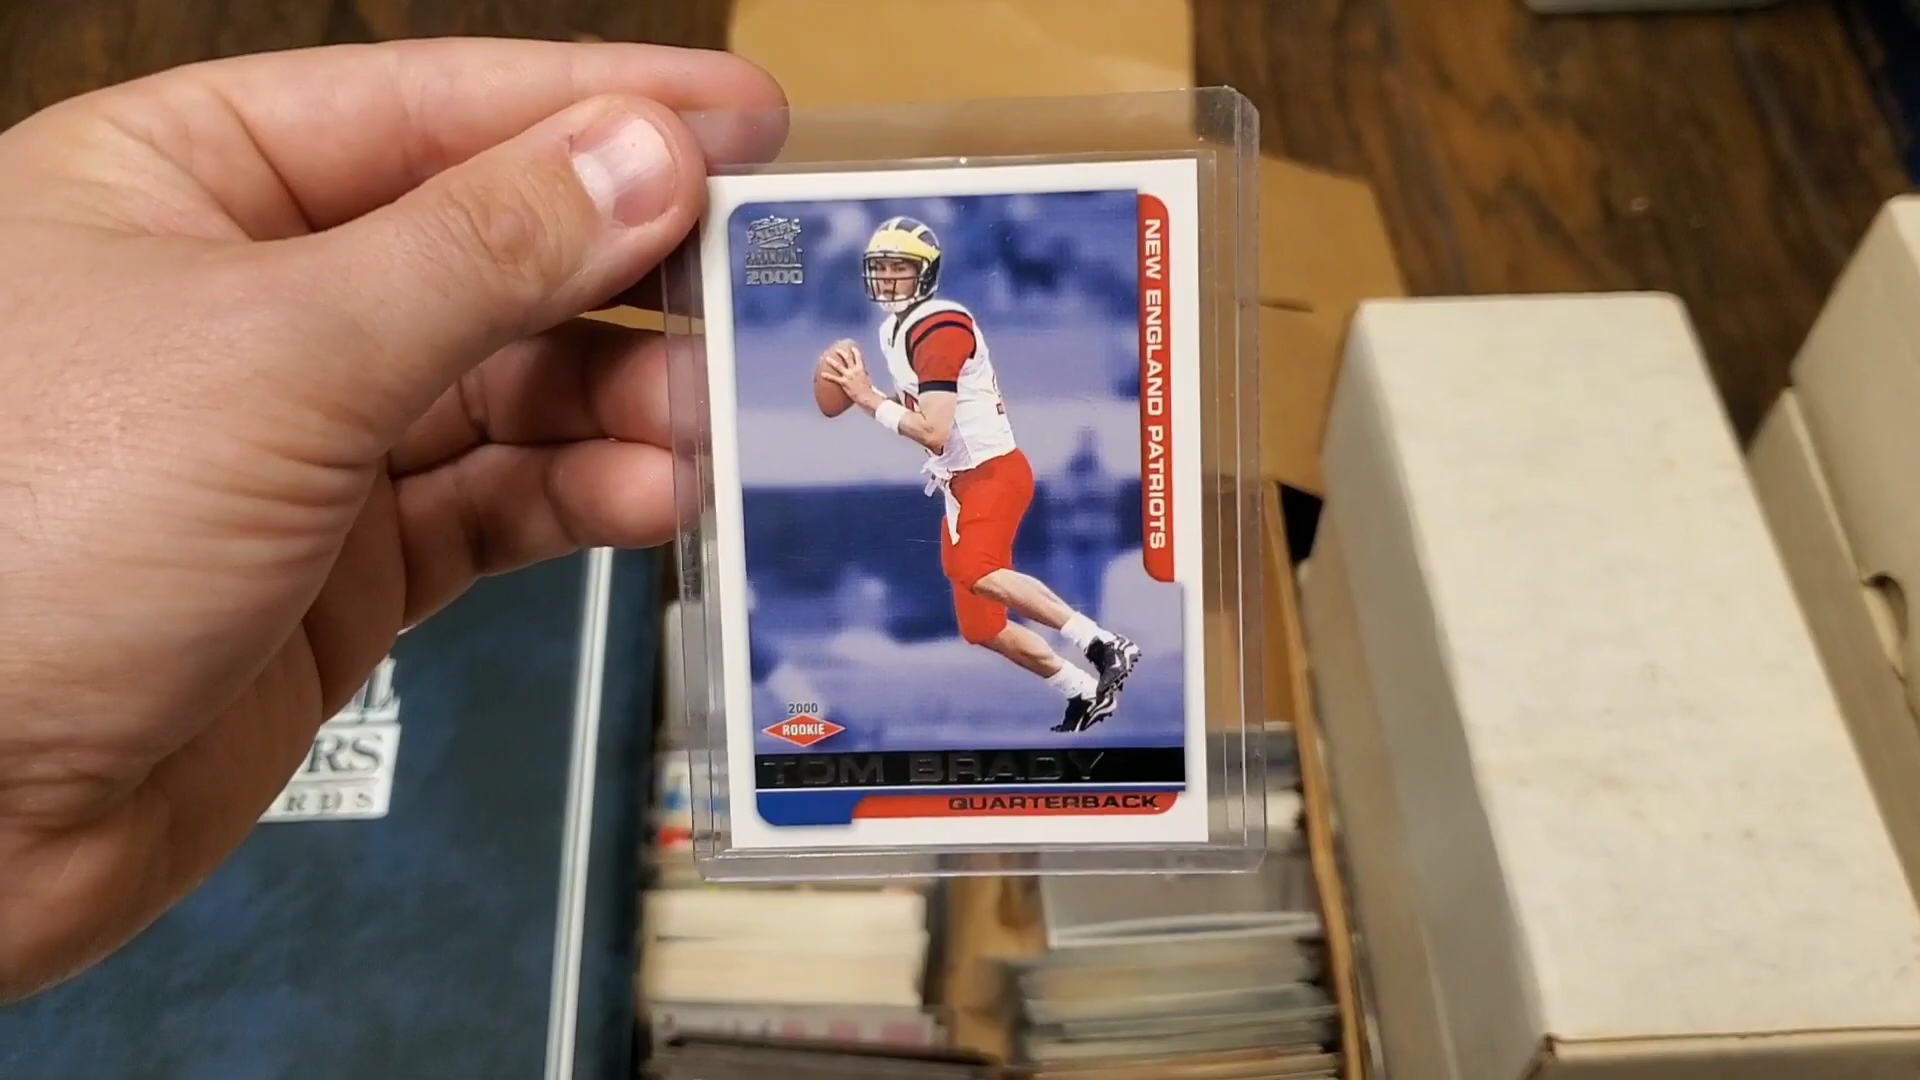 PACIFIC
PARAMOUNT
2000
NEW ENGLAND PATRIOTS
2000
ROOKIE
TOM BRADY
QUARTERBACK
RS
RDS